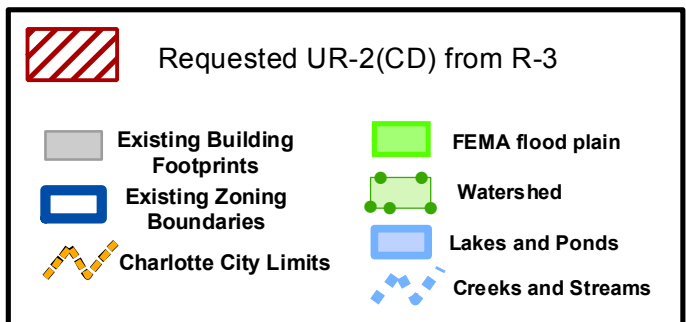 Requested UR-2(CD) from R-3
Existing Building
Footprints
Existing Zoning
Boundaries
Charlotte City Limits
FEMA flood plain
Watershed
Lakes and Ponds
Creeks and Streams